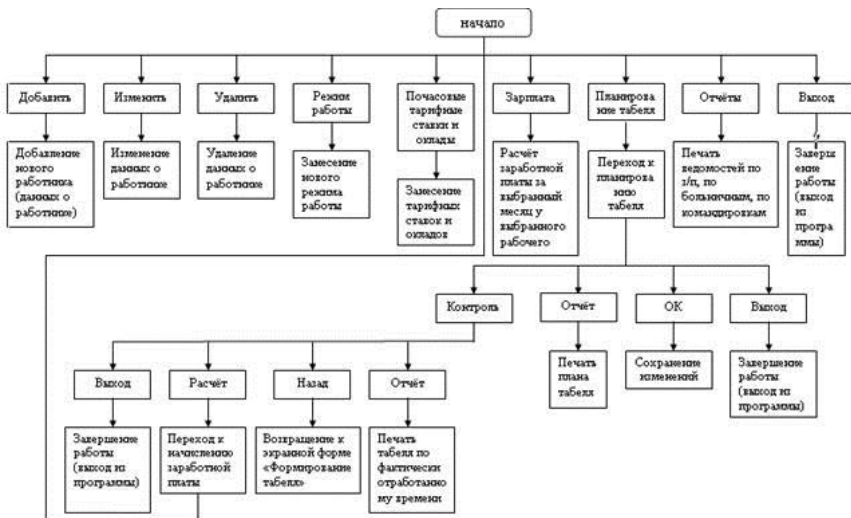 начало
Добавить
Изменить
Удалить
Режим
работы
Почасовые
тарифные
ставки и
оклады
Зарплата
Планирова
ние табеля
Отчёты
Выход
Добавление
нового
работника
(данных о
работнике)
Изменение
данных о
работнике
Удаление
данных о
работнике
Занесение
нового
режима
работы
Занесение
тарифных
ставок и
окладов
Расчёт
заработной
платы за
выбранный
месяц у
выбранного
рабочего
Переход к
планирова
нию
табеля
Печать
ведомостей по
з/п, по
больничным, по
командировкам
Заверш
ение
работы
(выход
из
програ
ммы)
Контроль
Отчёт
ОК
Выход
Печать
плана
табеля
Сохранение
изменений
Завершение
работы
(выход из
программы)
Выход
Расчёт
Назад
Отчёт
Завершение
работы
(выход из
программы)
Переход к
начислению
заработной
платы
Возвращение к
экранной форме
«Формирование
табеля»
Печать
табеля по
фактически
отработанно
му времени